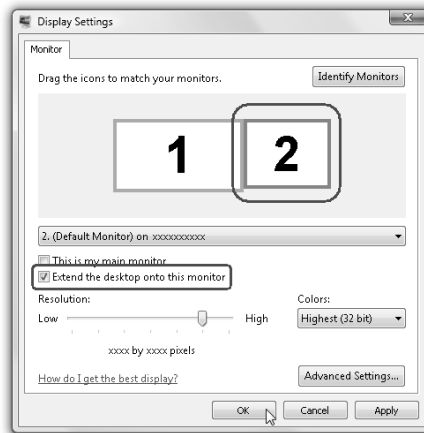 Display Settings
Monitor
Drag the icons to match your monitors.
Identify Monitors
1
2
2. (Default Monitor) on xxxxxxxxxx
This is my main monitor
Extend the desktop onto this monitor
Resolution:
Colors:
Low
High
Highest (32 bit)
xxxx by xxxx pixels
How do I get the best display?
Advanced Settings...
OK
Cancel
Apply